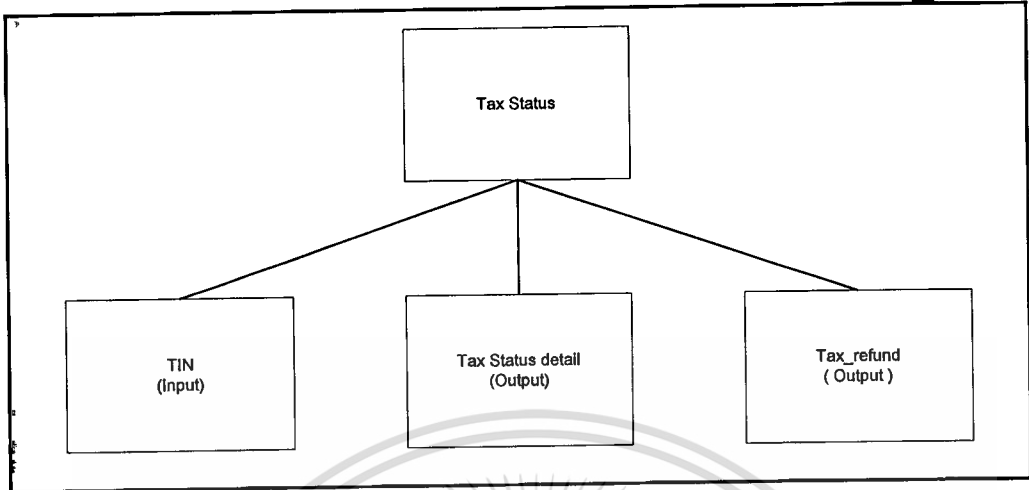 Tax Status
TIN
(Input)
Tax Status detail
(Output)
Tax_refund
( Output )